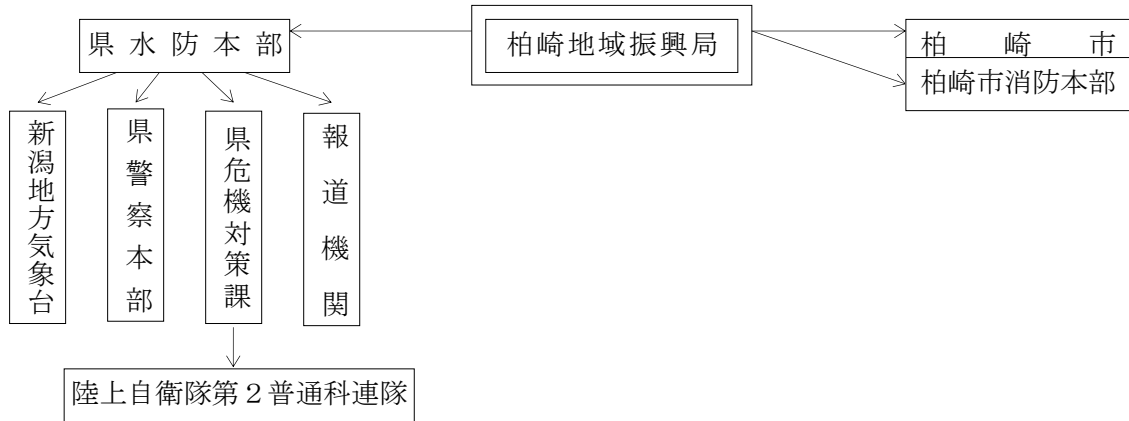 県水防本部
柏崎地域振興局
柏崎市
柏崎市消防本部
新潟地方気象台
県警察本部
県危機対策課
報道機関
陸上自衛隊第２普通科連隊